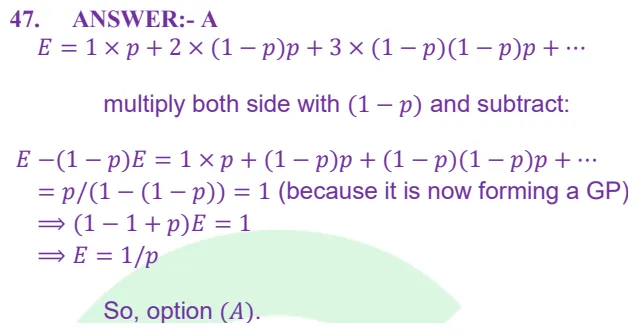 47. ANSWER:- A
E = 1 × p + 2 × (1 − p)p + 3 × (1 − p)(1 − p)p + ⋯
multiply both side with (1 − p) and subtract:
E −(1 − p)E = 1 × p + (1 − p)p + (1 − p)(1 − p)p + ⋯
= p/(1 − (1 − p)) = 1 (because it is now forming a GP)
⟹ (1 − 1 + p)E = 1
⟹ E = 1/p
So, option (A).